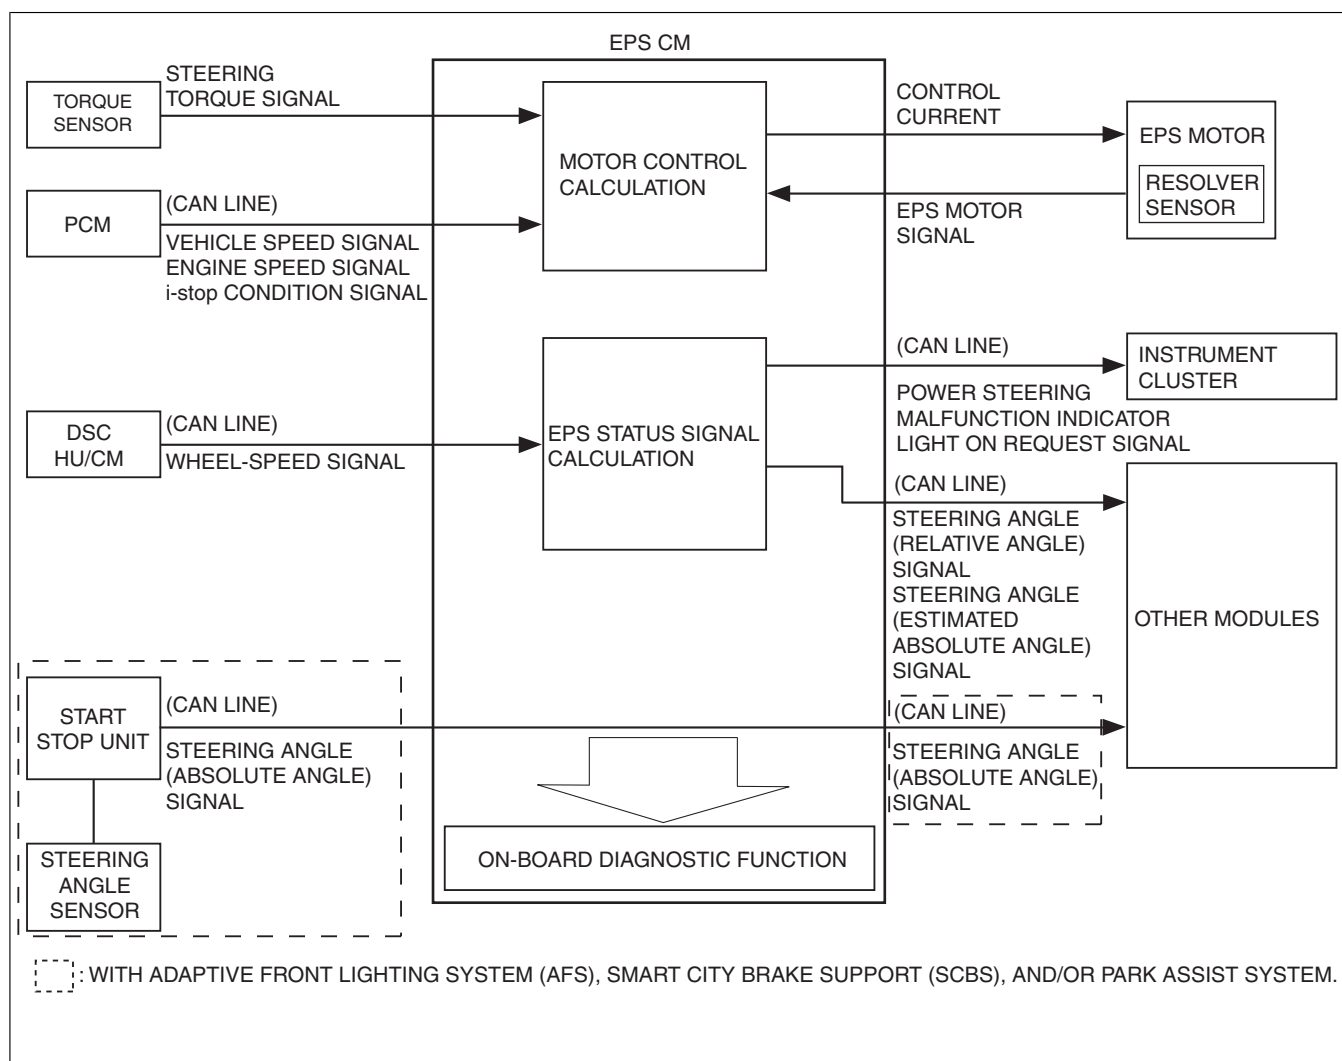 EPS CM
TORQUE
SENSOR
STEERING
TORQUE SIGNAL
MOTOR CONTROL
CALCULATION
CONTROL
CURRENT
EPS MOTOR
RESOLVER
SENSOR
EPS MOTOR
SIGNAL
PCM
(CAN LINE)
VEHICLE SPEED SIGNAL
ENGINE SPEED SIGNAL
i-stop CONDITION SIGNAL
DSC
HU/CM
(CAN LINE)
WHEEL-SPEED SIGNAL
EPS STATUS SIGNAL
CALCULATION
(CAN LINE)
POWER STEERING
MALFUNCTION INDICATOR
LIGHT ON REQUEST SIGNAL
INSTRUMENT
CLUSTER
(CAN LINE)
STEERING ANGLE
(RELATIVE ANGLE)
SIGNAL
STEERING ANGLE
(ESTIMATED
ABSOLUTE ANGLE)
SIGNAL
OTHER MODULES
START
STOP UNIT
(CAN LINE)
STEERING ANGLE
(ABSOLUTE ANGLE)
SIGNAL
(CAN LINE)
STEERING ANGLE
(ABSOLUTE ANGLE)
SIGNAL
STEERING
ANGLE
SENSOR
ON-BOARD DIAGNOSTIC FUNCTION
: WITH ADAPTIVE FRONT LIGHTING SYSTEM (AFS), SMART CITY BRAKE SUPPORT (SCBS), AND/OR PARK ASSIST SYSTEM.